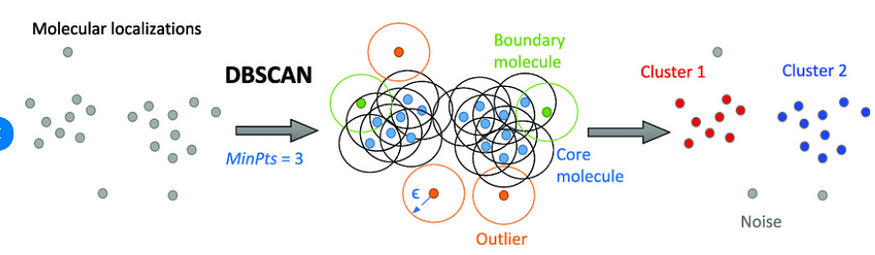 Molecular localizations
DBSCAN
MinPts = 3
Boundary
molecule
Core
molecule
ϵ
Outlier
Cluster 1
Cluster 2
Noise